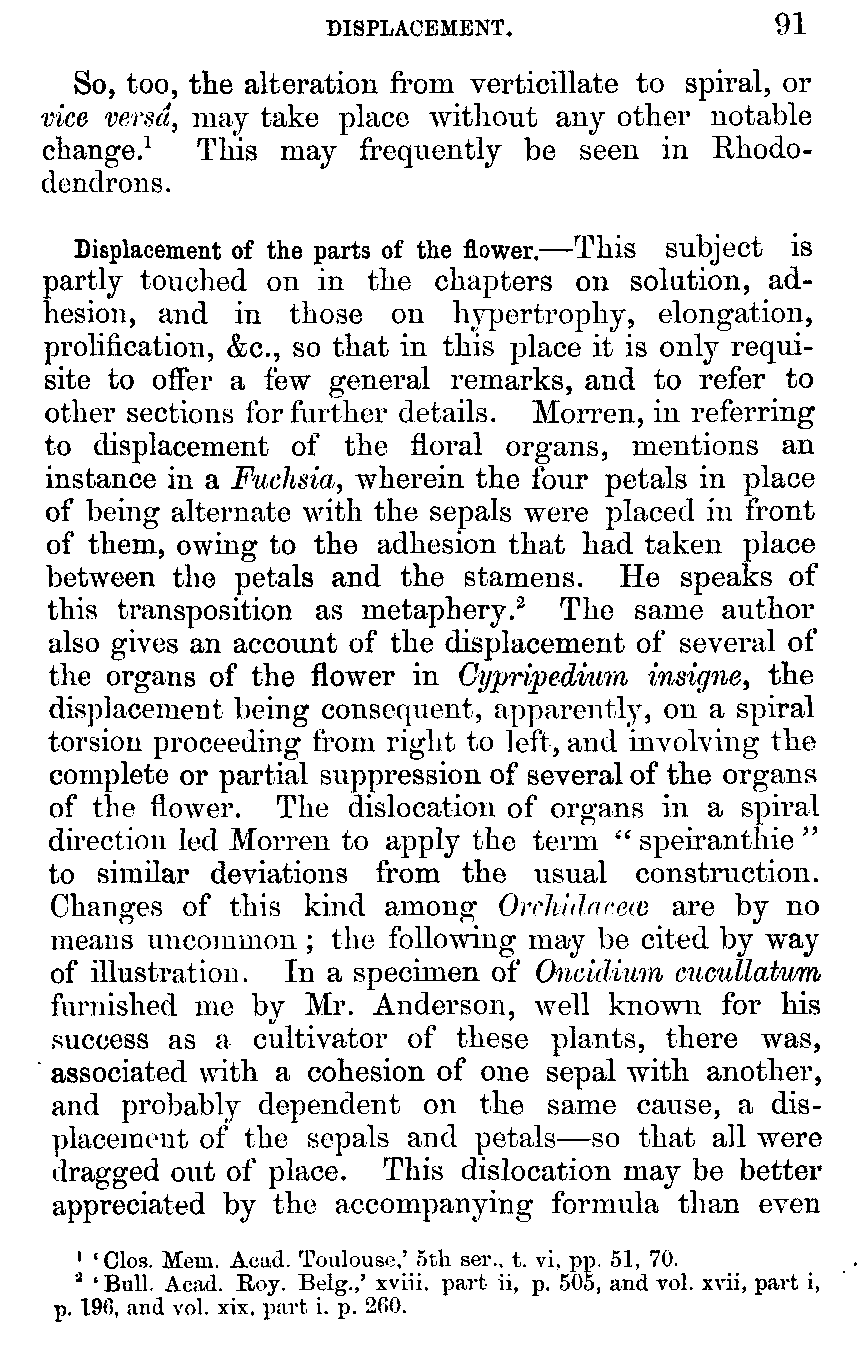 DISPLACEMENT. 91
So, too, the alteration from verticillate to spiral, or
vice versâ, may take place without any other notable
change.¹ This may frequently be seen in Rhodo-
dendrons.
Displacement of the parts of the flower.—This subject is
partly touched on in the chapters on solution, ad-
hesion, and in those on hypertrophy, elongation,
prolification, &c., so that in this place it is only requi-
site to offer a few general remarks, and to refer to
other sections for further details. Morren, in referring
to displacement of the floral organs, mentions an
instance in a Fuchsia, wherein the four petals in place
of being alternate with the sepals were placed in front
of them, owing to the adhesion that had taken place
between the petals and the stamens. He speaks of
this transposition as metaphery.² The same author
also gives an account of the displacement of several of
the organs of the flower in Cypripedium insigne, the
displacement being consequent, apparently, on a spiral
torsion proceeding from right to left, and involving the
complete or partial suppression of several of the organs
of the flower. The dislocation of organs in a spiral
direction led Morren to apply the term “speiranthie”
to similar deviations from the usual construction.
Changes of this kind among Orchidaceæ are by no
means uncommon; the following may be cited by way
of illustration. In a specimen of Oncidium cucullatum
furnished me by Mr. Anderson, well known for his
success as a cultivator of these plants, there was,
associated with a cohesion of one sepal with another,
and probably dependent on the same cause, a dis-
placement of the sepals and petals—so that all were
dragged out of place. This dislocation may be better
appreciated by the accompanying formula than even
¹ ‘Clos. Mem. Acad. Toulouse,’ 5th ser., t. vi, pp. 51, 70.
² ‘Bull. Acad. Roy. Belg.,’ xviii. part ii, p. 505, and vol. xvii, part i,
p. 196, and vol. xix. part i. p. 260.